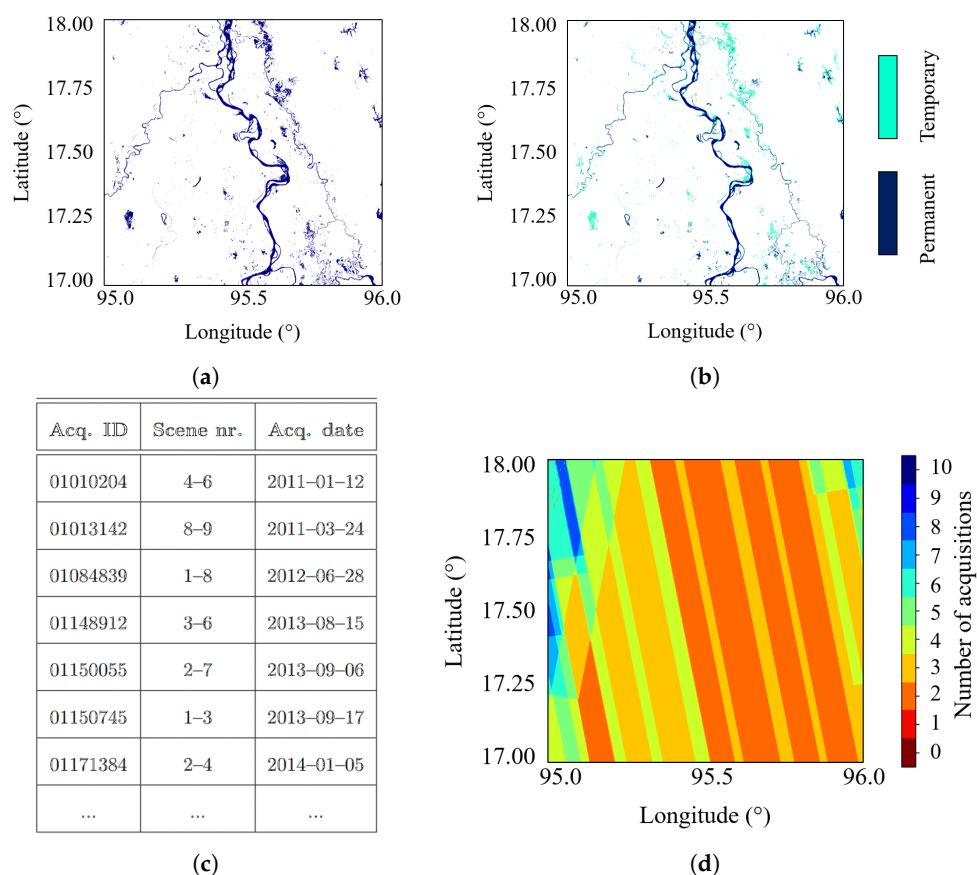 18.00
17.75
17.50
17.25
17.00
Latitude (°)
95.0 95.5 96.0
Longitude (°)
(a)
18.00
17.75
17.50
17.25
17.00
Latitude (°)
95.0 95.5 96.0
Longitude (°)
Temporary
Permanent
(b)
Acq. ID Scene nr. Acq. date
01010204 4–6 2011–01–12
01013142 8–9 2011–03–24
01084839 1–8 2012–06–28
01148912 3–6 2013–08–15
01150055 2–7 2013–09–06
01150745 1–3 2013–09–17
01171384 2–4 2014–01–05
... ... ...
(c)
18.00
17.75
17.50
17.25
17.00
Latitude (°)
95.0 95.5 96.0
Longitude (°)
10
9
8
7
6
5
4
3
2
1
0
Number of acquisitions
(d)